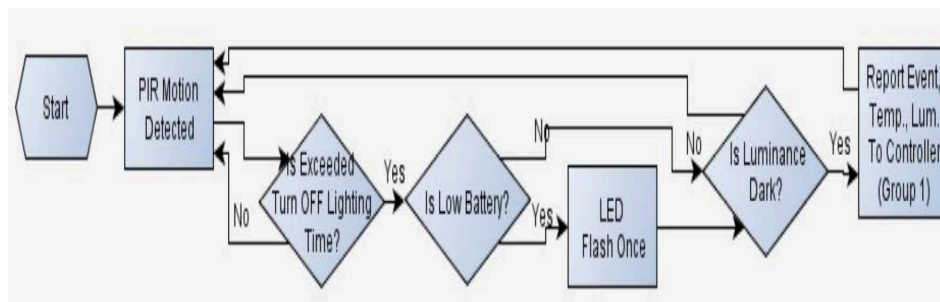 Start
PIR Motion
Detected
Is Exceeded
Turn OFF Lighting
Time?
No
Yes
Is Low Battery?
No
Yes
LED
Flash Once
No
Is Luminance
Dark?
Yes
Report Event,
Temp., Lum.
To Controller
(Group 1)